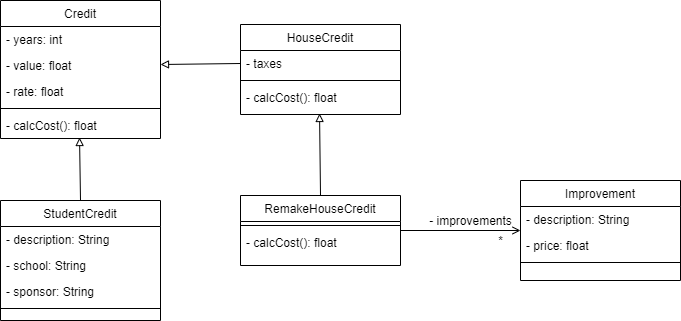 Credit
- years: int
- value: float
- rate: float
- calcCost(): float
HouseCredit
- taxes
- calcCost(): float
StudentCredit
- description: String
- school: String
- sponsor: String
RemakeHouseCredit
- calcCost(): float
- improvements
*
Improvement
- description: String
- price: float